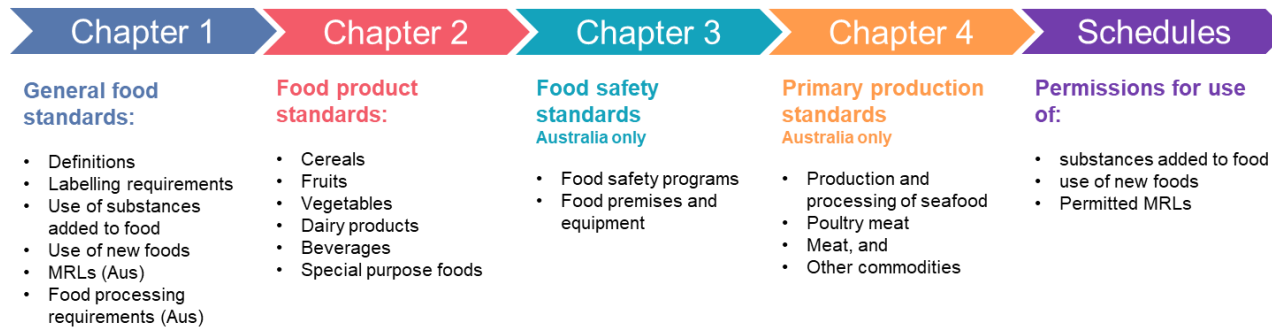 Chapter 1
Chapter 2
Chapter 3
Chapter 4
Schedules
General food
standards:
• Definitions
• Labelling requirements
• Use of substances
added to food
• Use of new foods
• MRLs (Aus)
• Food processing
requirements (Aus)
Food product
standards:
• Cereals
• Fruits
• Vegetables
• Dairy products
• Beverages
• Special purpose foods
Food safety
standards
Australia only
• Food safety programs
• Food premises and
equipment
Primary production
standards
Australia only
• Production and
processing of seafood
• Poultry meat
• Meat, and
• Other commodities
Permissions for use
of:
• substances added to food
• use of new foods
• Permitted MRLs